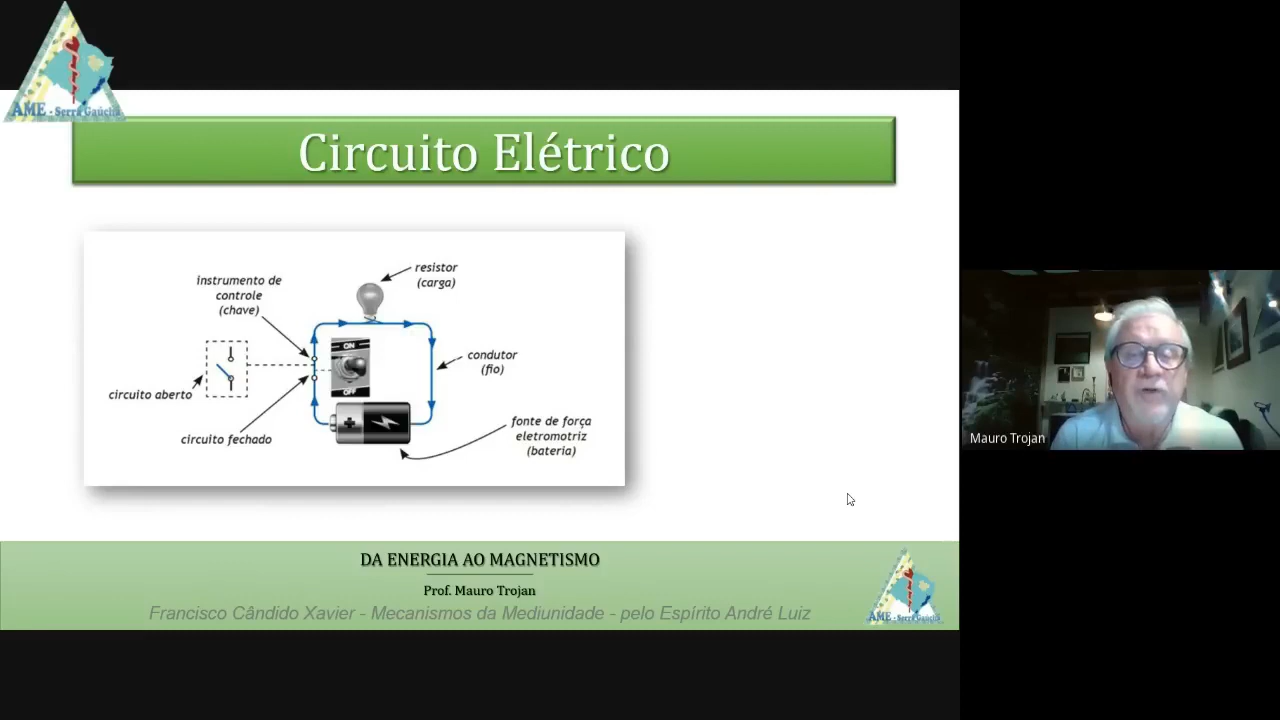 AME - Serra Gaúcha
Circuito Elétrico
resistor
(carga)
instrumento de
controle
(chave)
ON
OFF
condutor
(fio)
circuito aberto
circuito fechado
fonte de força
eletromotriz
(bateria)
Mauro Trojan
DA ENERGIA AO MAGNETISMO
Prof. Mauro Trojan
Francisco Cândido Xavier - Mecanismos da Mediunidade - pelo Espírito André Luiz
AME - Serra Gaúcha